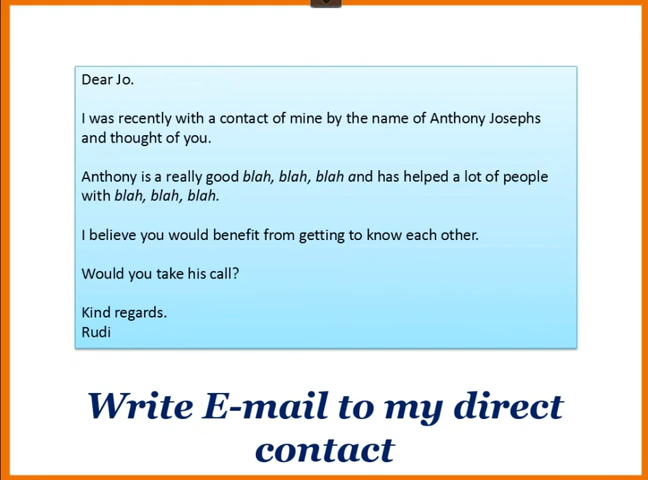 Dear Jo.
I was recently with a contact of mine by the name of Anthony Josephs
and thought of you.
Anthony is a really good blah, blah, blah and has helped a lot of people
with blah, blah, blah.
I believe you would benefit from getting to know each other.
Would you take his call?
Kind regards.
Rudi
Write E-mail to my direct
contact